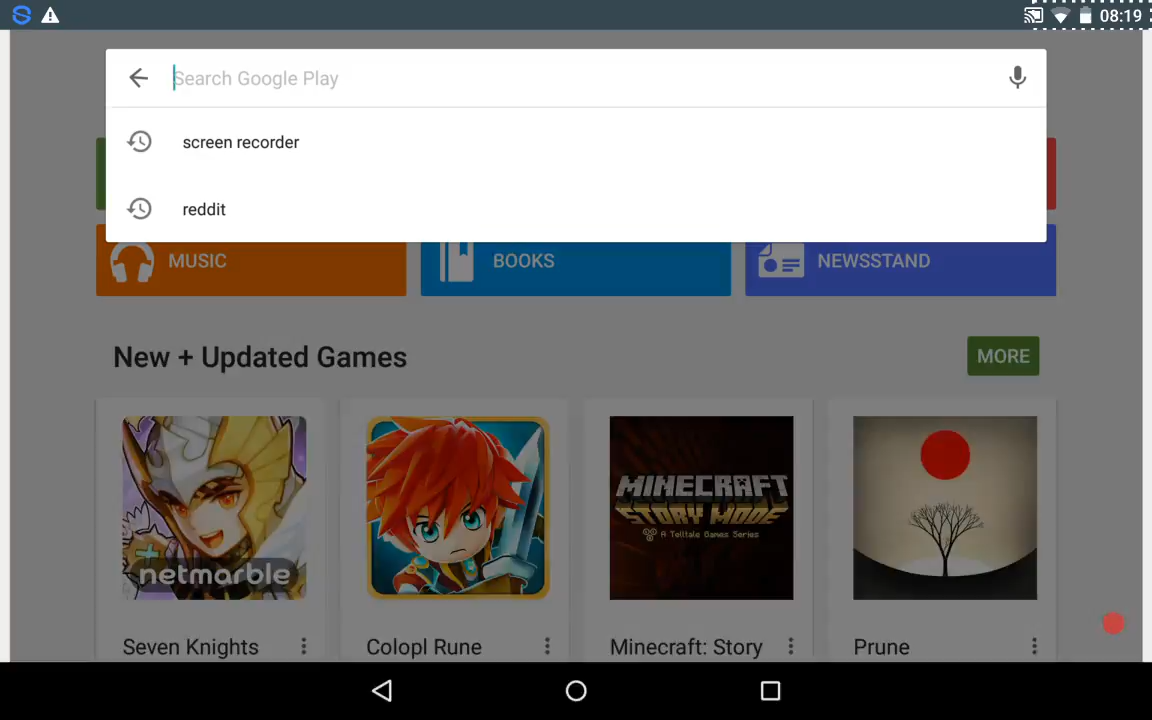 08:19
Search Google Play
screen recorder
reddit
MUSIC
BOOKS
NEWSSTAND
New + Updated Games
MORE
netmarble
MINECRAFT
STORY MODE
A Telltale Games Series
Seven Knights
Colopl Rune
Minecraft: Story
Prune